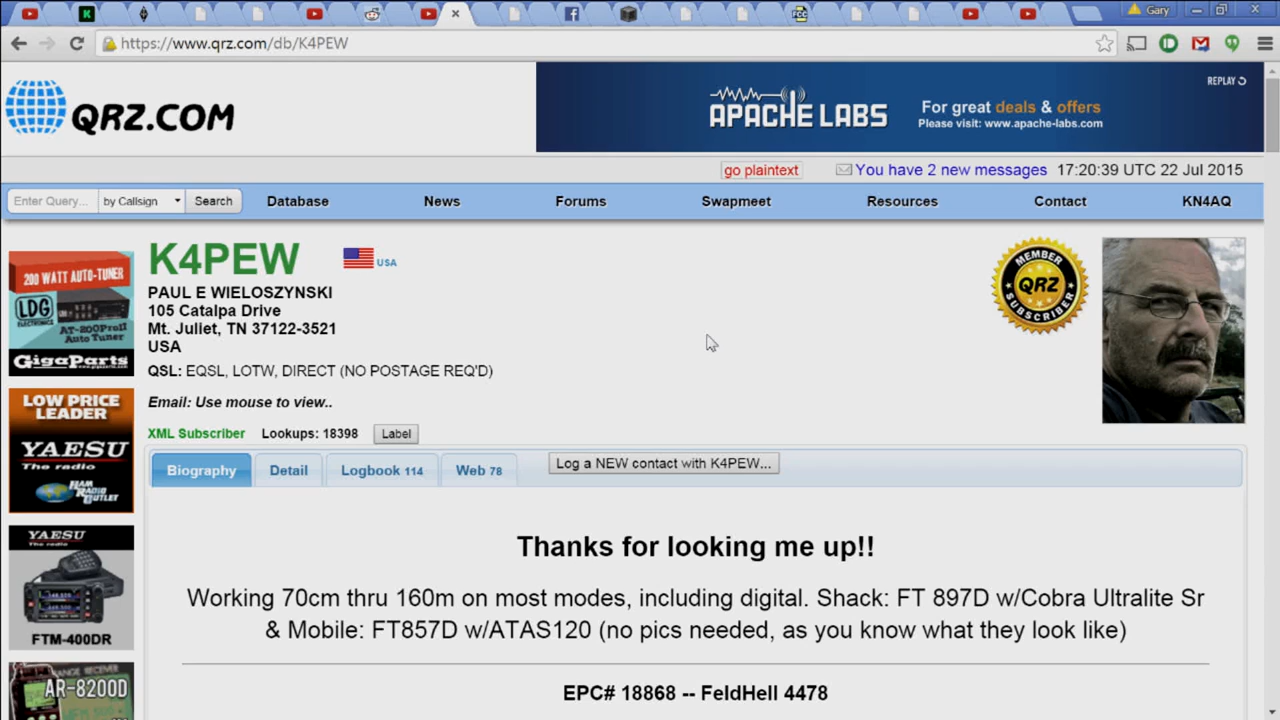 Gary
https://www.qrz.com/db/K4PEW
QRZ.COM
APACHE LABS
For great deals & offers
Please visit: www.apache-labs.com
REPLAY
go plaintext
You have 2 new messages
17:20:39 UTC 22 Jul 2015
Enter Query...
by Callsign
Search
Database
News
Forums
Swapmeet
Resources
Contact
KN4AQ
200 WATT AUTO-TUNER
LDG
ELECTRONICS
AT-200ProII
Auto Tuner
GigaParts
K4PEW
USA
PAUL E WIELOSZYNSKI
105 Catalpa Drive
Mt. Juliet, TN 37122-3521
USA
QSL: EQSL, LOTW, DIRECT (NO POSTAGE REQ'D)
Email: Use mouse to view..
XML Subscriber
Lookups: 18398
Label
MEMBER
QRZ
SUBSCRIBER
LOW PRICE
LEADER
YAESU
The radio
HAM RADIO
OUTLET
Biography
Detail
Logbook 114
Web 78
Log a NEW contact with K4PEW...
YAESU
The radio
FTM-400DR
Thanks for looking me up!!
Working 70cm thru 160m on most modes, including digital. Shack: FT 897D w/Cobra Ultralite Sr
& Mobile: FT857D w/ATAS120 (no pics needed, as you know what they look like)
EPC# 18868 -- FeldHell 4478
AR-8200D